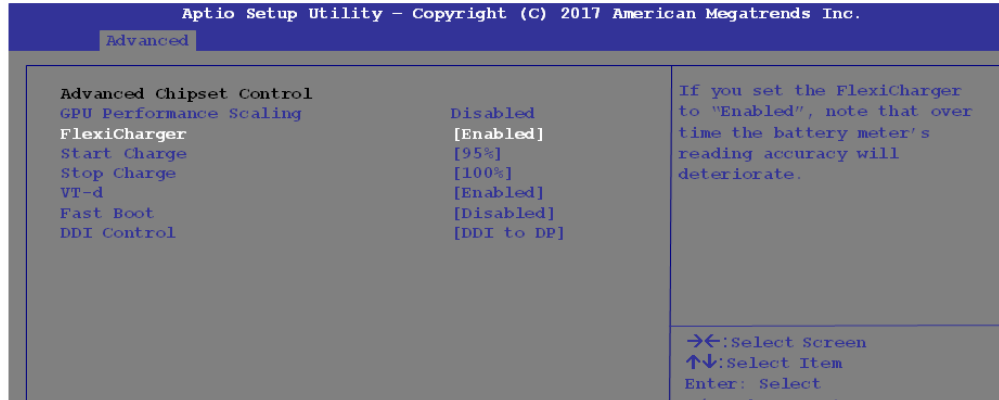 Aptio Setup Utility – Copyright (C) 2017 American Megatrends Inc.
Advanced
Advanced Chipset Control
GPU Performance Scaling Disabled
FlexiCharger [Enabled]
Start Charge [95%]
Stop Charge [100%]
VT-d [Enabled]
Fast Boot [Disabled]
DDI Control [DDI to DP]
If you set the FlexiCharger
to “Enabled”, note that over
time the battery meter’s
reading accuracy will
deteriorate.
→←:Select Screen
↑↓:Select Item
Enter: Select